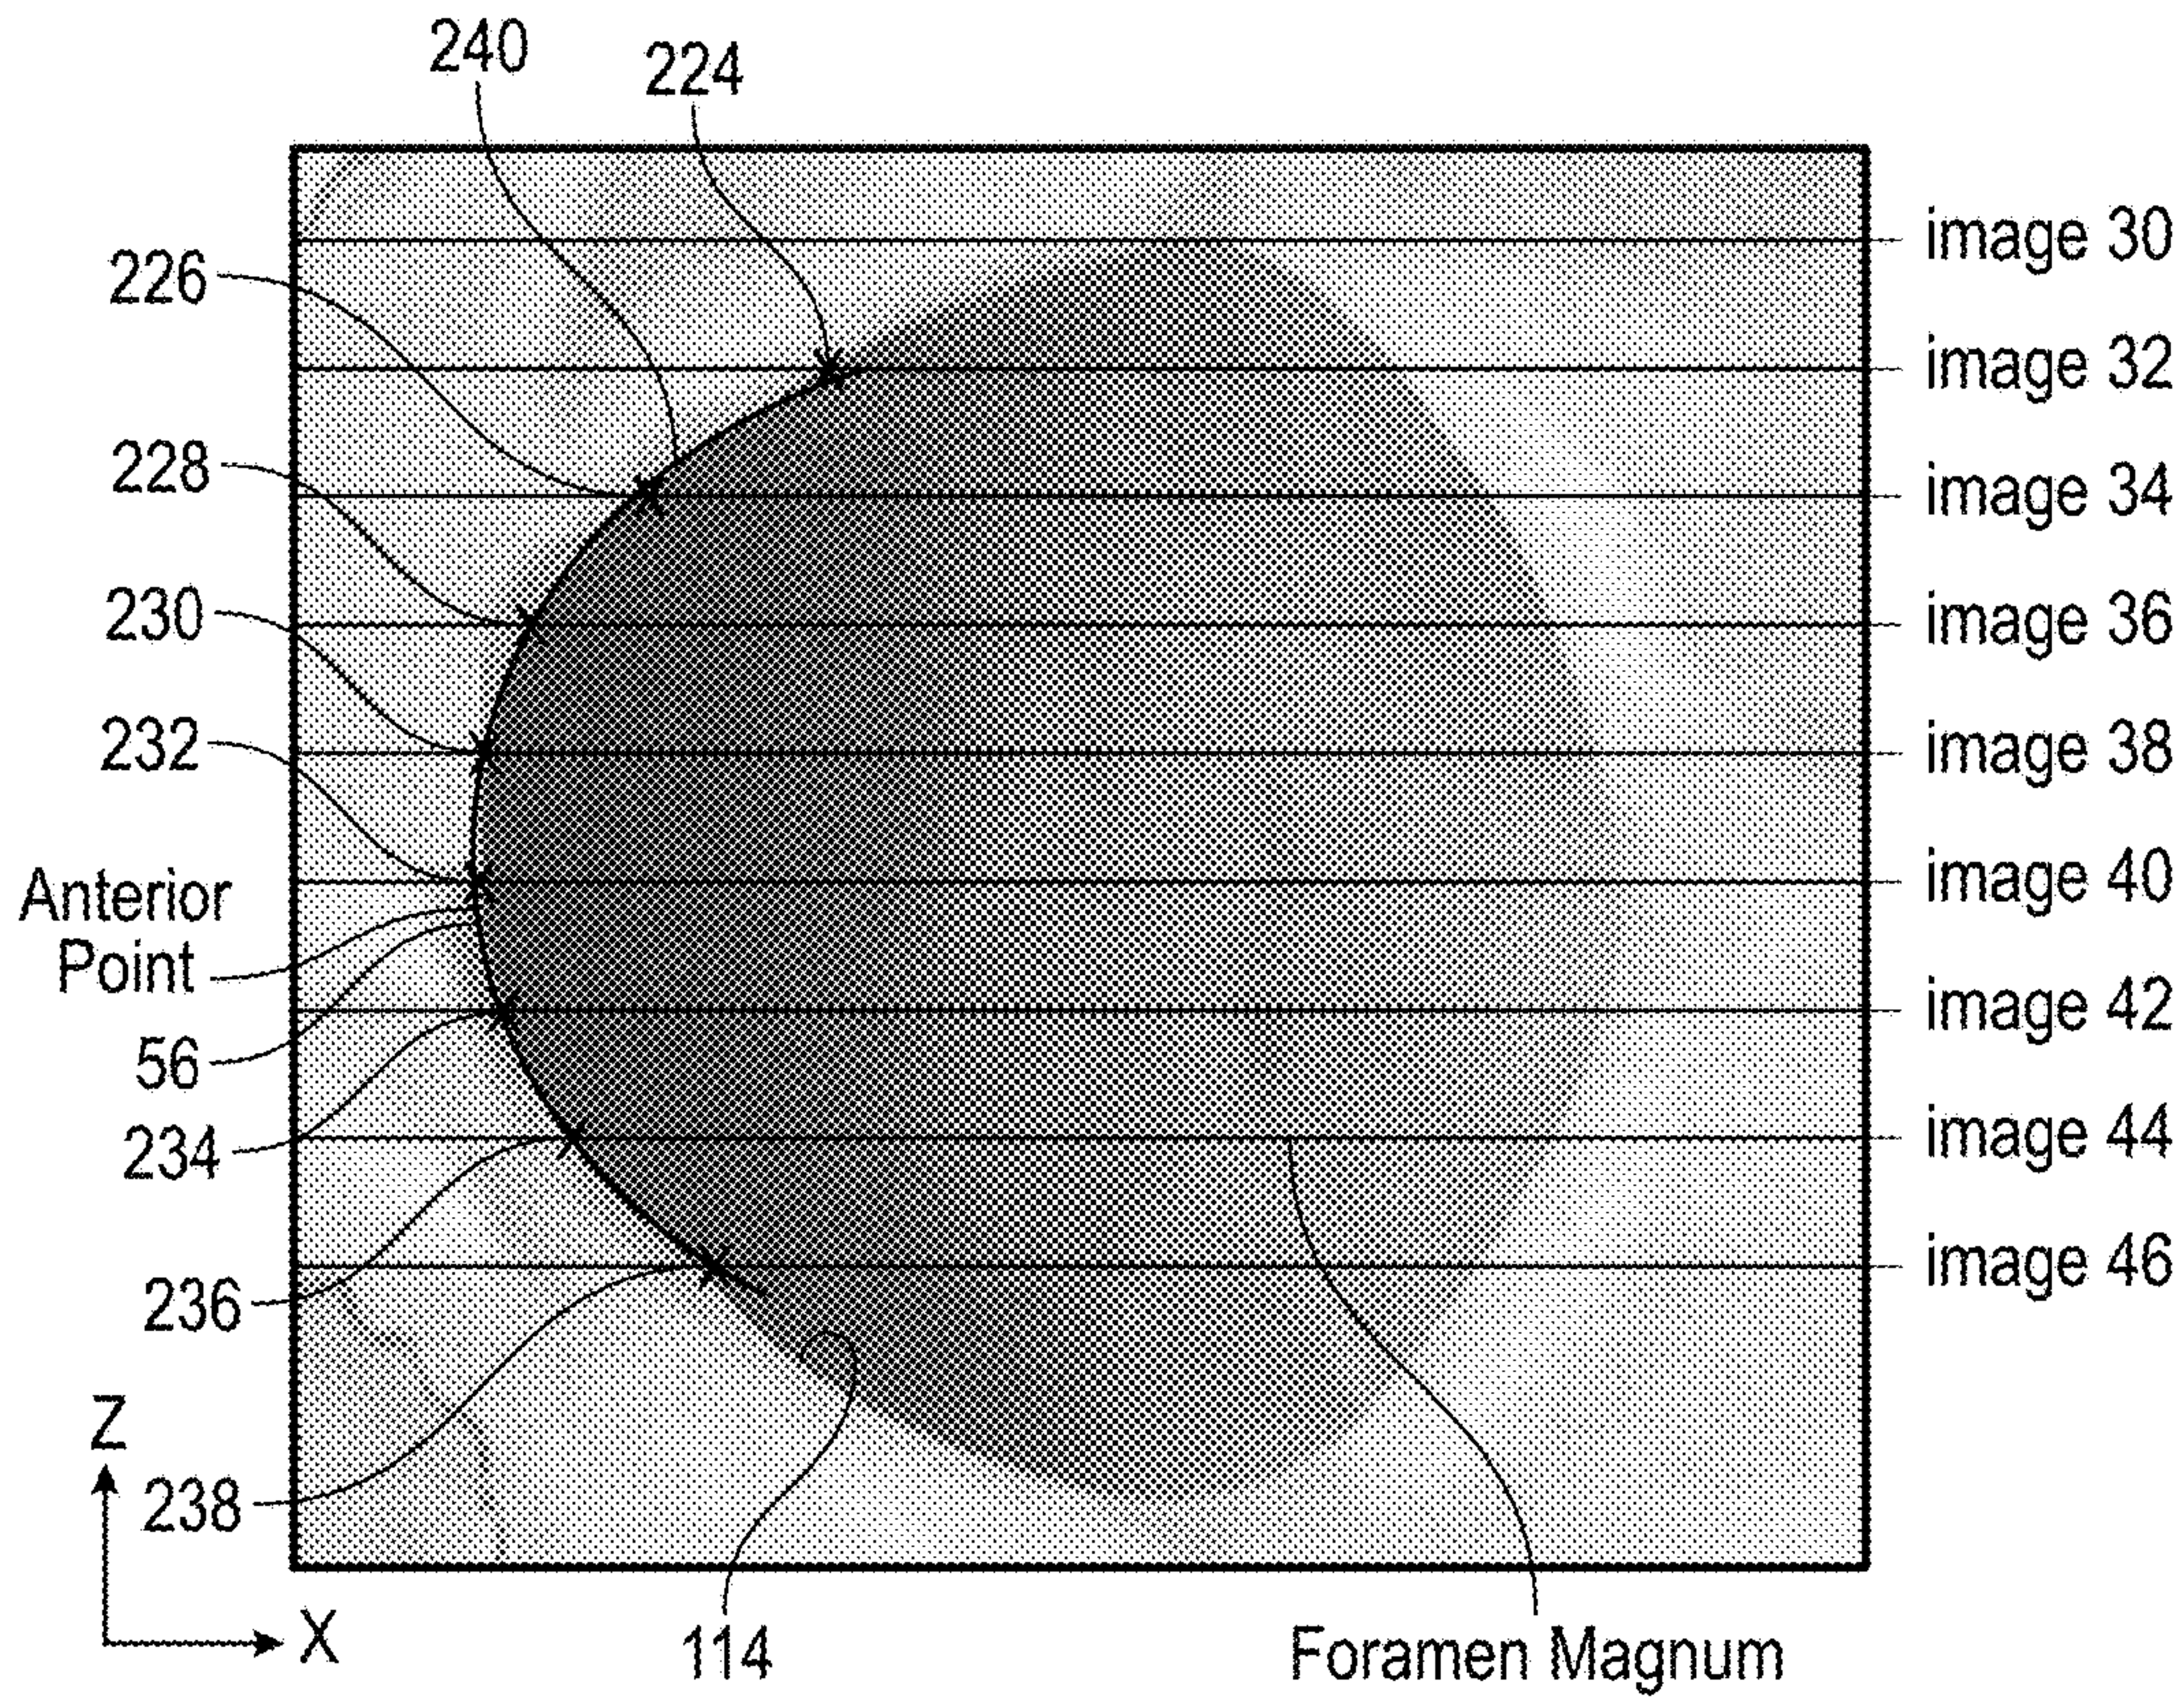 240
224
image 30
226
image 32
228
image 34
230
image 36
232
image 38
Anterior
Point
image 40
56
image 42
234
image 44
236
image 46
Z
238
X
114
Foramen Magnum